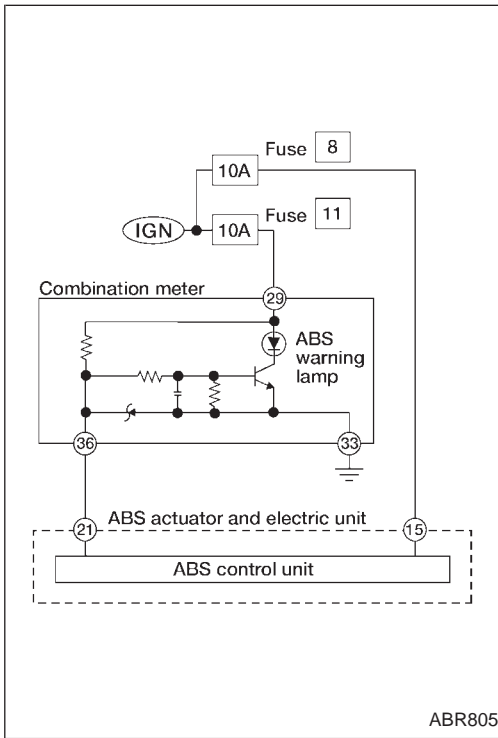 Fuse 8
10A
Fuse 11
IGN
10A
Combination meter
29
ABS
warning
lamp
36
33
21
ABS actuator and electric unit
15
ABS control unit
ABR805